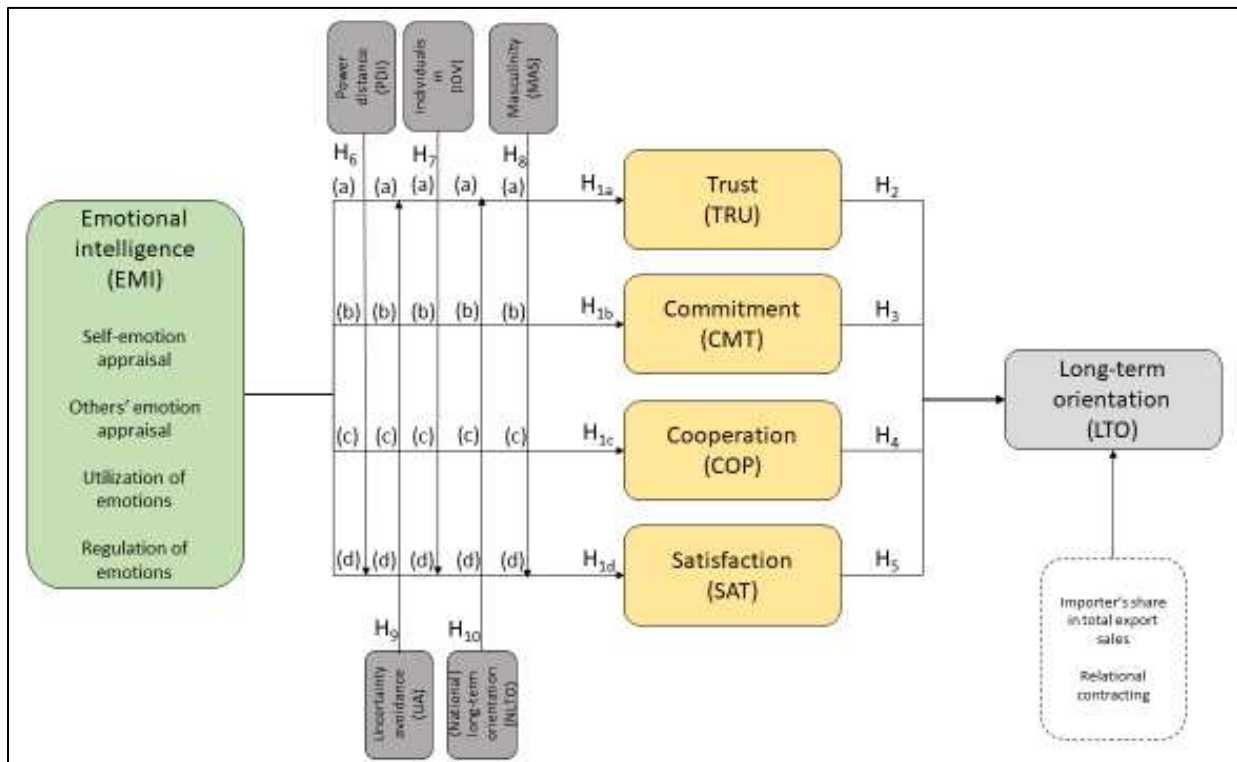 Power
distance
(PDI)
Individualis
m
Masculinity
(MAS)
H6
H7
H8
(a) (a) (a) (a) (a)
H1a
Trust
(TRU)
H2
Emotional
intelligence
(EMI)
Self-emotion
appraisal
Others' emotion
appraisal
Utilization of
emotions
Regulation of
emotions
(b) (b) (b) (b) (b)
H1b
Commitment
(CMT)
H3
Long-term
orientation
(LTO)
(c) (c) (c) (c) (c)
H1c
Cooperation
(COP)
H4
(d) (d) (d) (d) (d)
H1d
Satisfaction
(SAT)
H5
H9
H10
Uncertainty
avoidance
(UA)
(National)
long-term
orientation
(NLTO)
Importer's share
in total export
sales
Relational
contracting